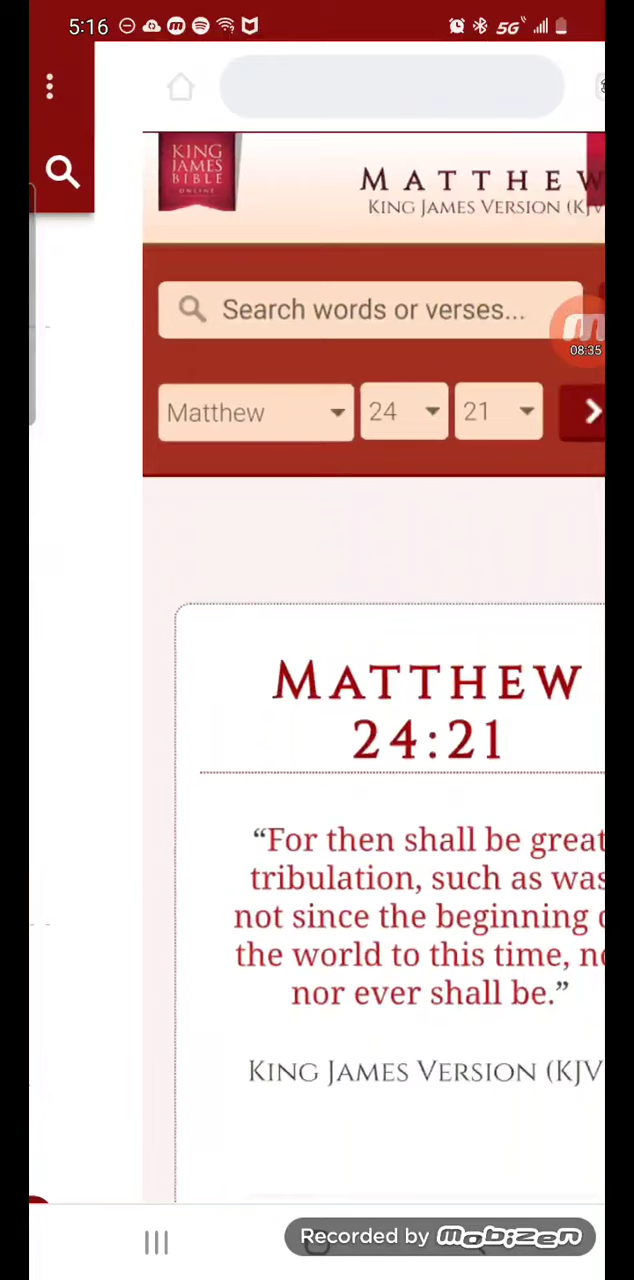 5:16
5G
KING
JAMES
BIBLE
ONLINE
MATTHEW
KING JAMES VERSION (KJV
Search words or verses...
08:35
Matthew
24
21
MATTHEW
24:21
“For then shall be great
tribulation, such as was
not since the beginning
the world to this time,
nor ever shall be.”
KING JAMES VERSION (KJV
Recorded by mobizen